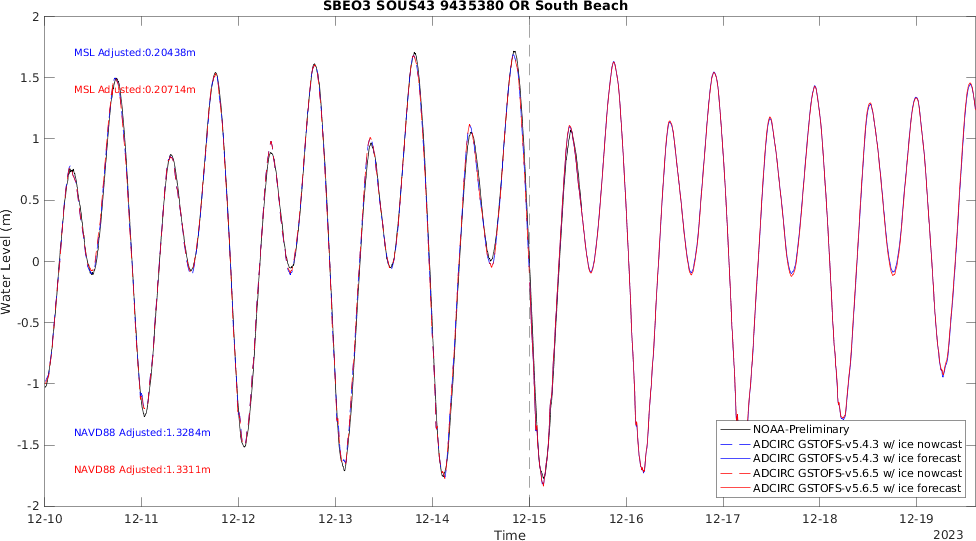 SBEO3 SOUS43 9435380 OR South Beach
2
1.5
1
0.5
0
-0.5
-1
-1.5
-2
Water Level (m)
MSL Adjusted:0.20438m
MSL Adjusted:0.20714m
NAVD88 Adjusted:1.3284m
NAVD88 Adjusted:1.3311m
NOAA-Preliminary
ADCIRC GSTOFS-v5.4.3 w/ ice nowcast
ADCIRC GSTOFS-v5.4.3 w/ ice forecast
ADCIRC GSTOFS-v5.6.5 w/ ice nowcast
ADCIRC GSTOFS-v5.6.5 w/ ice forecast
12-10 12-11 12-12 12-13 12-14 12-15 12-16 12-17 12-18 12-19
Time
2023